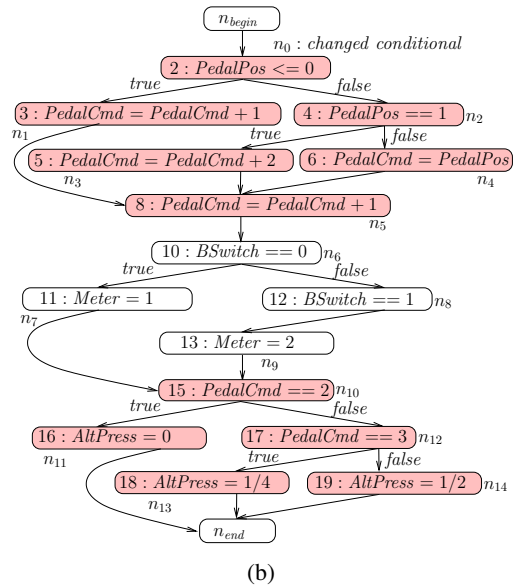 n_begin
n_0 : changed conditional
2 : PedalPos <= 0
true false
3 : PedalCmd = PedalCmd + 1 4 : PedalPos == 1
n_1 true false n_2
5 : PedalCmd = PedalCmd + 2 6 : PedalCmd = PedalPos
n_3 n_4
8 : PedalCmd = PedalCmd + 1
n_5
10 : BSwitch == 0 n_6
true false
11 : Meter = 1 12 : BSwitch == 1 n_8
n_7
13 : Meter = 2
n_9
15 : PedalCmd == 2 n_10
true false
16 : AltPress = 0 17 : PedalCmd == 3 n_12
n_11 true false
18 : AltPress = 1/4 19 : AltPress = 1/2 n_14
n_13
n_end
(b)